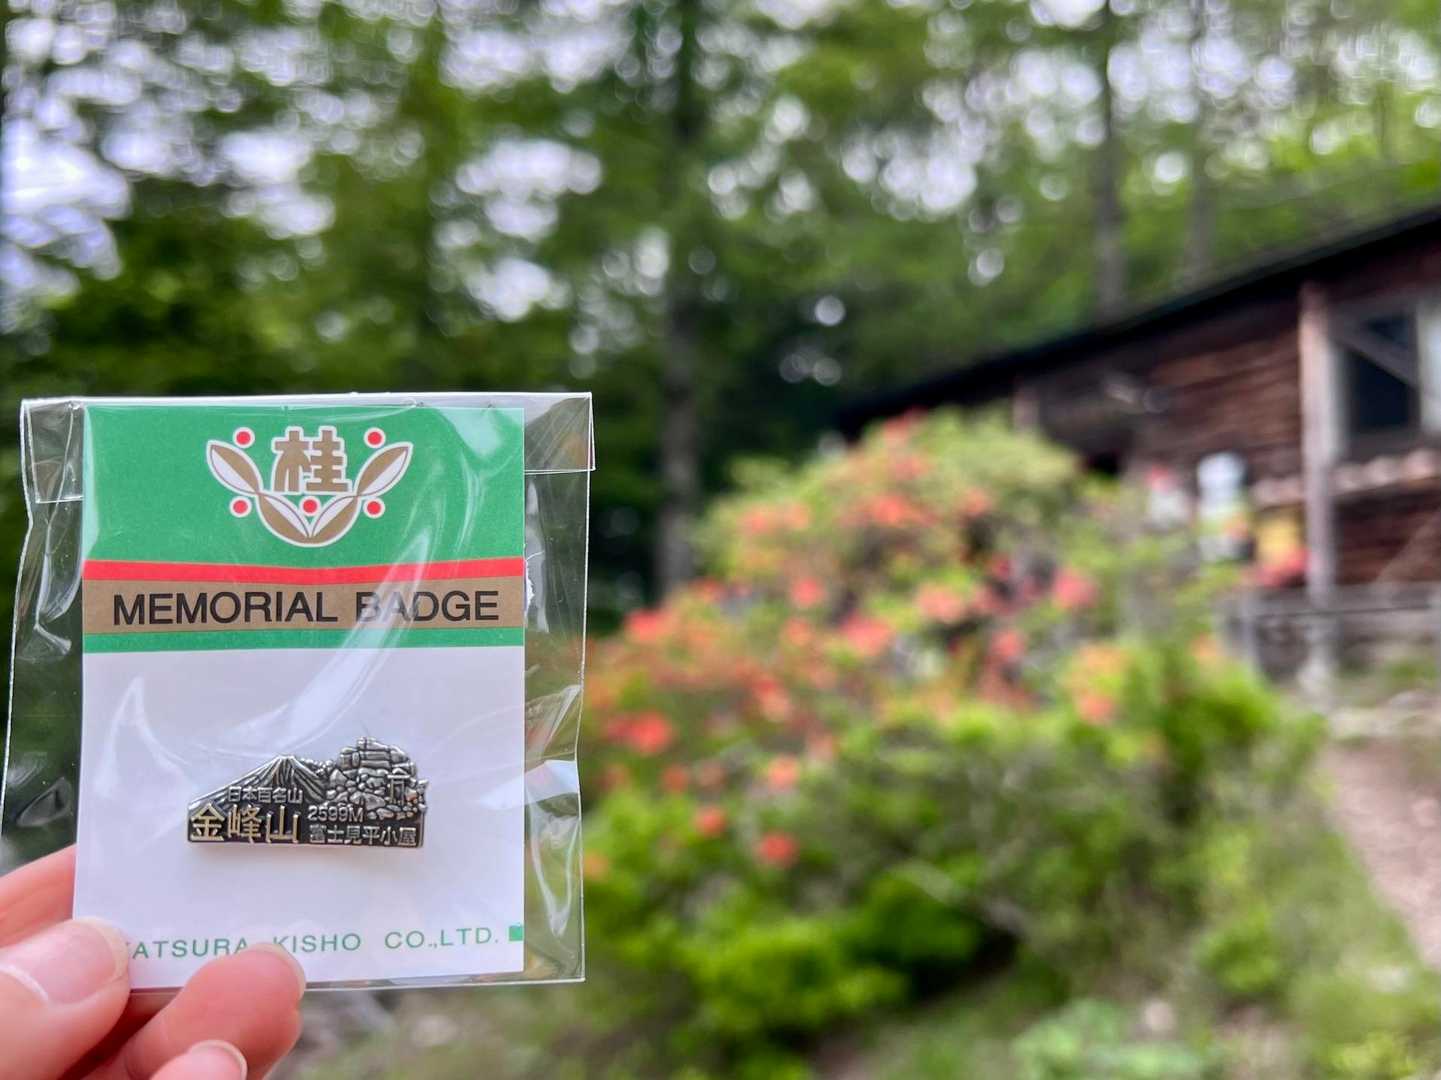 桂
MEMORIAL BADGE
日本百名山
金峰山
2599M
富士見平小屋
KATSURA KISHO CO.,LTD.